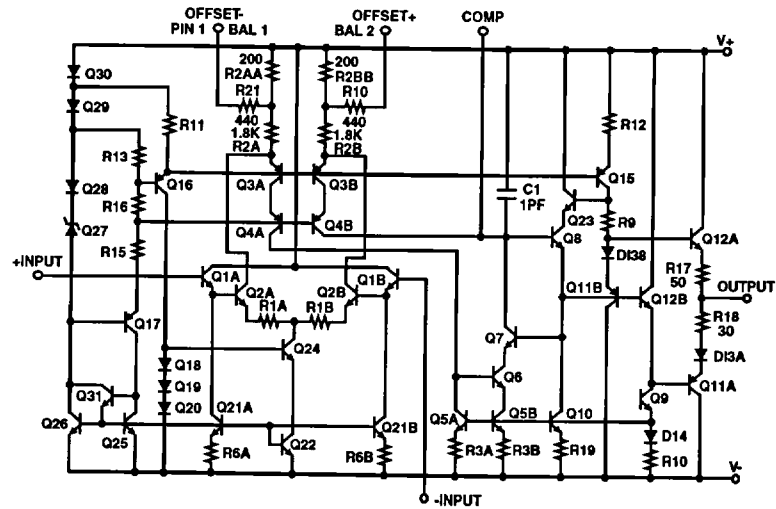 OFFSET- OFFSET+ COMP
PIN 1 BAL 1 BAL 2
V+
200 200
R2AA R2BB
Q30
R21 R10
Q29
R11
440 440
1.8K 1.8K
R2A R2B
R12
R13
Q28
Q16
Q3A Q3B
Q15
C1
1PF
R16
Q27
Q4A Q4B
Q23
R9
Q8
Q12A
R15
DI38
+INPUT
Q1A Q1B
R17
50
OUTPUT
Q2A Q2B
Q11B
Q12B
R1A R1B
R18
30
Q17
Q24
Q7
DI3A
Q18
Q6
Q31
Q19
Q11A
Q20
Q21A
Q9
Q26
Q25
Q22
Q21B
Q5A Q5B Q10
D14
R6A
R6B
R3A R3B R19
R10
V-
-INPUT